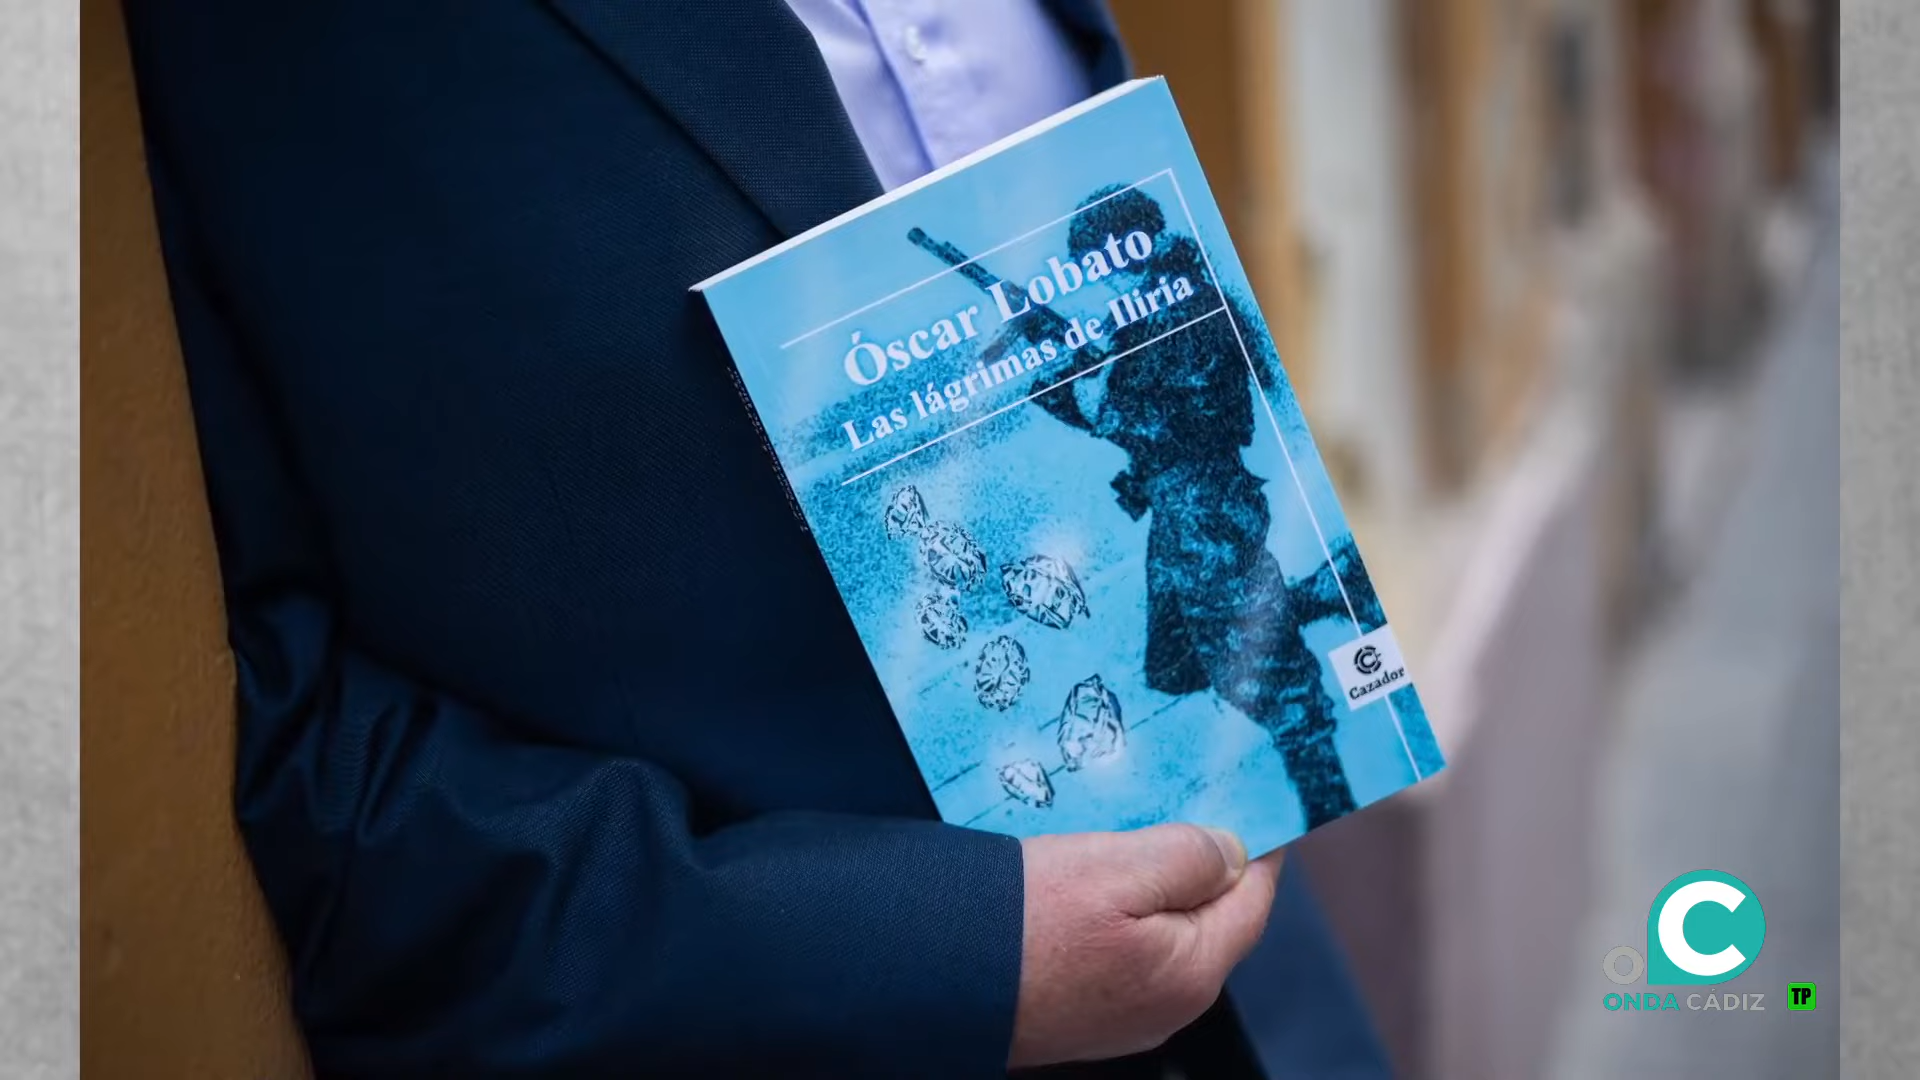 Óscar Lobato
Las lágrimas de Iliria
Cazador
ONDA CÁDIZ
TP